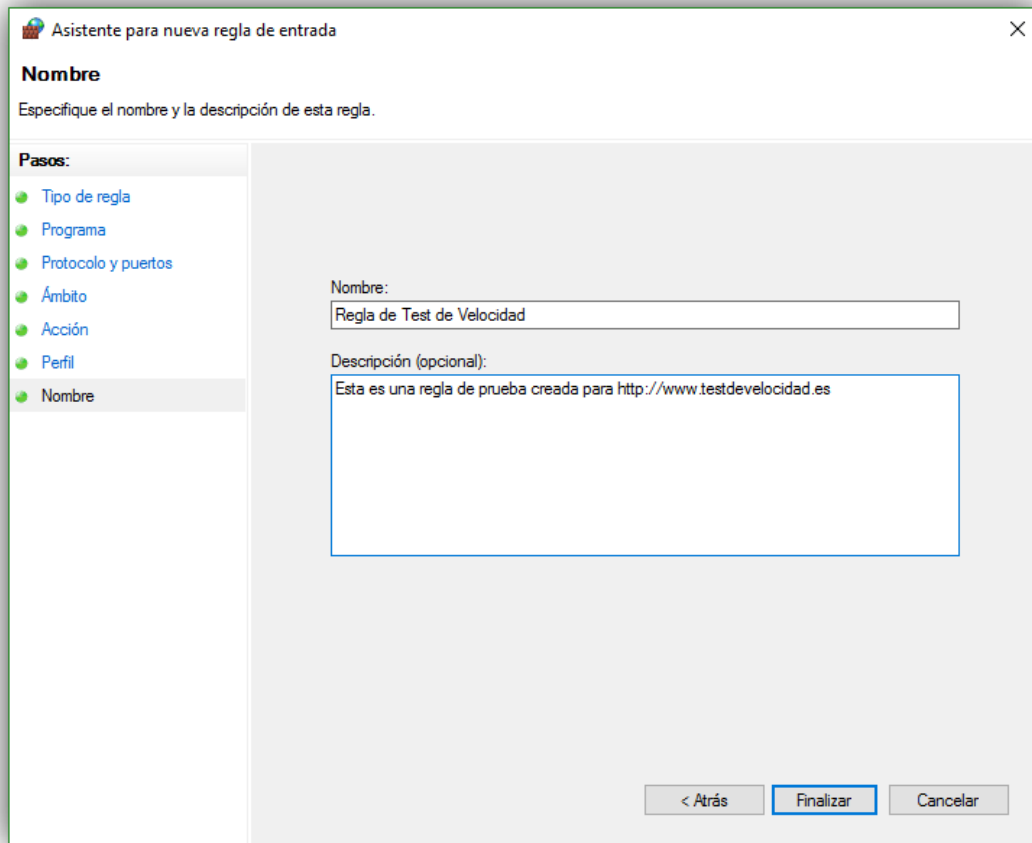 Asistente para nueva regla de entrada
Nombre
Especifique el nombre y la descripción de esta regla.
Pasos:
Tipo de regla
Programa
Protocolo y puertos
Ámbito
Acción
Perfil
Nombre
Nombre:
Regla de Test de Velocidad
Descripción (opcional):
Esta es una regla de prueba creada para http://www.testdevelocidad.es
< Atrás
Finalizar
Cancelar